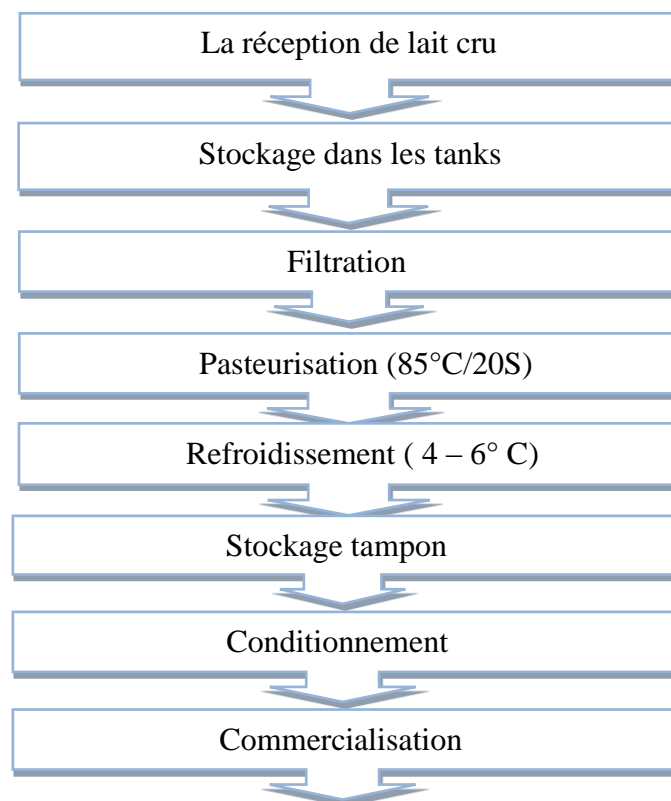 La réception de lait cru
Stockage dans les tanks
Filtration
Pasteurisation (85°C/20S)
Refroidissement ( 4 – 6° C)
Stockage tampon
Conditionnement
Commercialisation